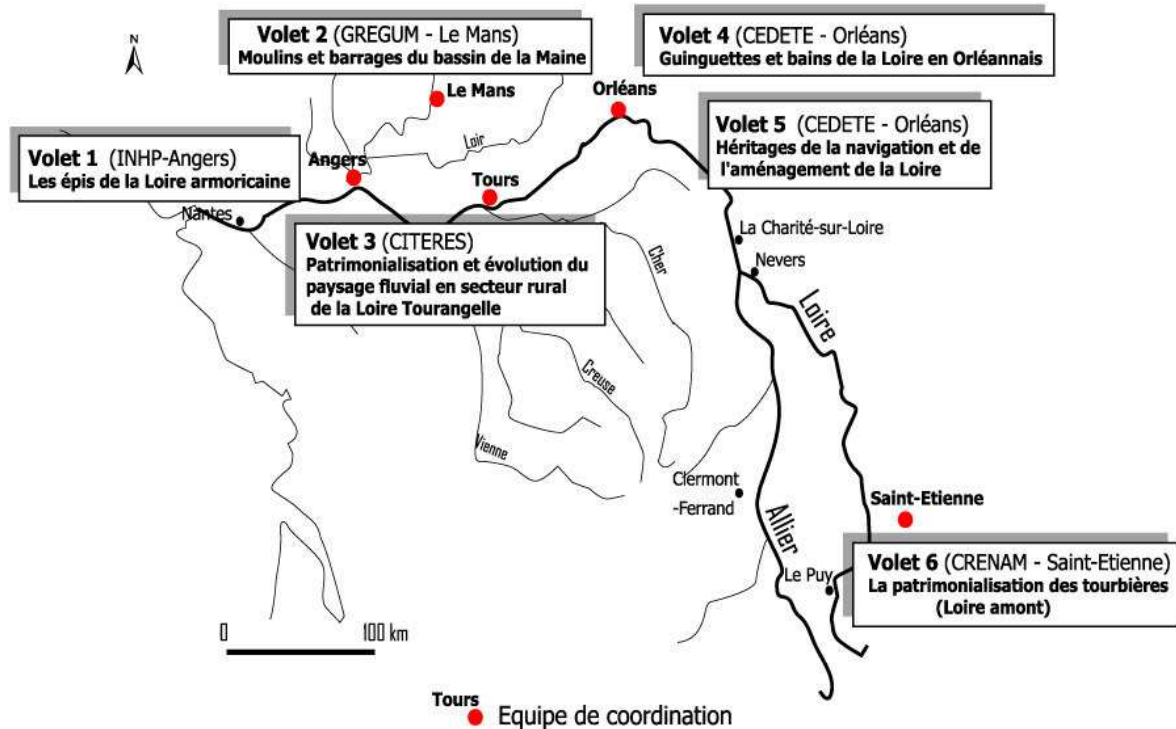 N
Volet 2 (GREGUM - Le Mans)
Moulins et barrages du bassin de la Maine
Volet 4 (CEDETE - Orléans)
Guinguettes et bains de la Loire en Orléannais
Le Mans
Orléans
Volet 5 (CEDETE - Orléans)
Héritages de la navigation et de
l'aménagement de la Loire
Loir
Volet 1 (INHP-Angers)
Les épis de la Loire armoricaine
Angers
Tours
Nantes
Volet 3 (CITERES)
Patrimonialisation et évolution du
paysage fluvial en secteur rural
de la Loire Tourangelle
Cher
La Charité-sur-Loire
Nevers
Loire
Creuse
Vienne
Clermont
-Ferrand
Allier
Saint-Etienne
Le Puy
Volet 6 (CRENAM - Saint-Etienne)
La patrimonialisation des tourbières
(Loire amont)
0 100 km
Tours
Equipe de coordination